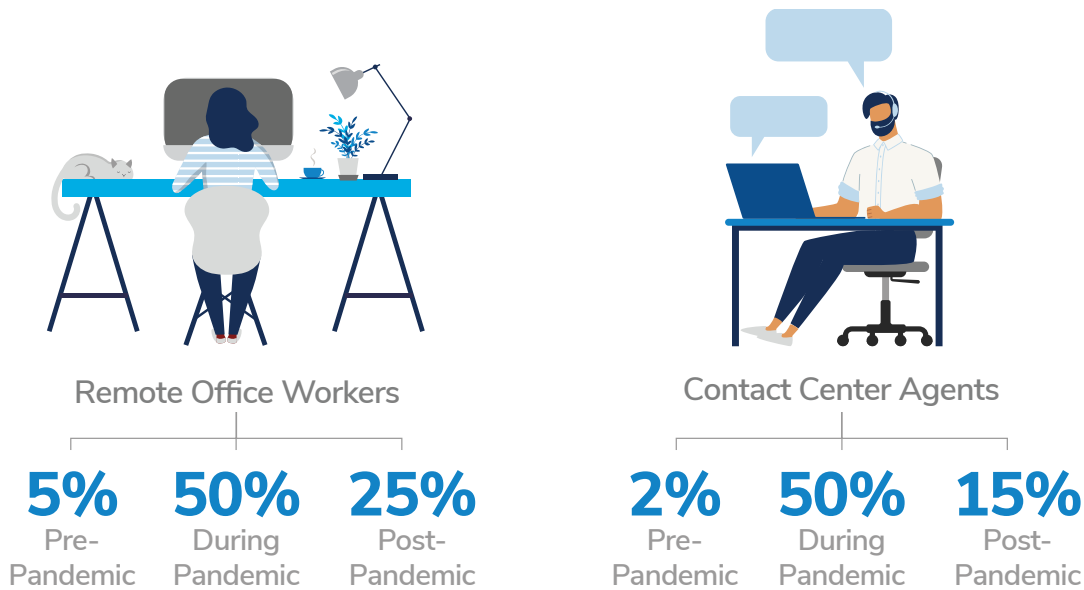 Remote Office Workers
5%
Pre-
Pandemic
50%
During
Pandemic
25%
Post-
Pandemic
Contact Center Agents
2%
Pre-
Pandemic
50%
During
Pandemic
15%
Post-
Pandemic